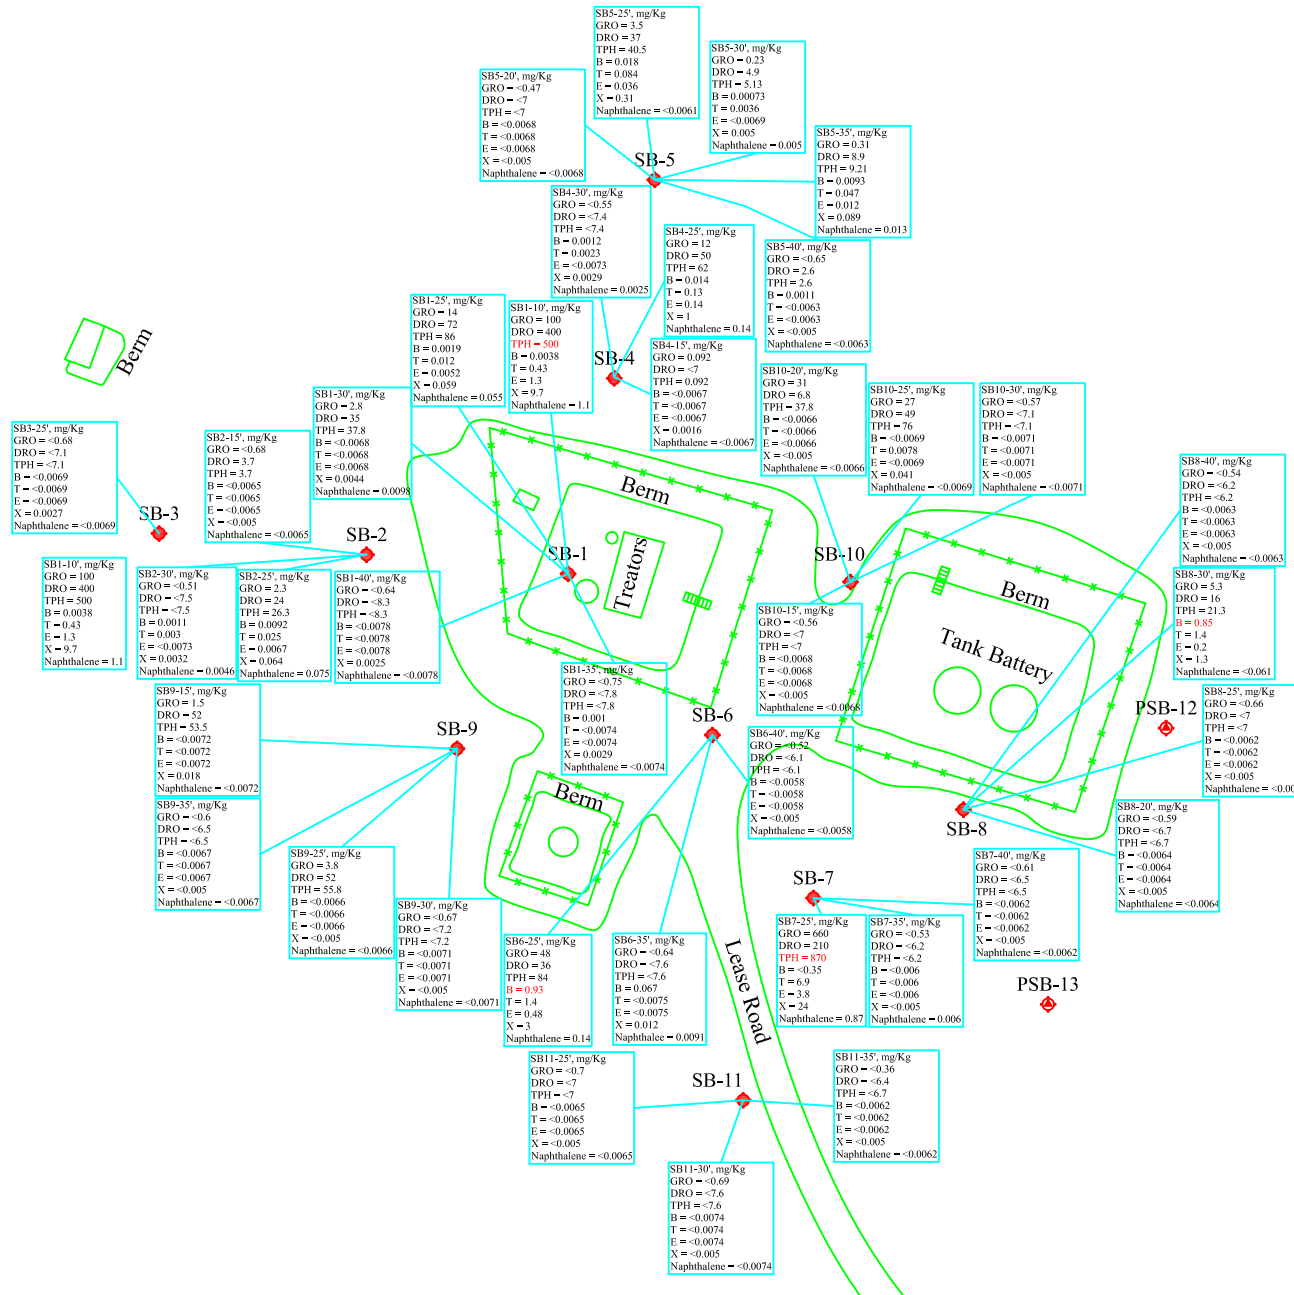 SB5-25', mg/Kg
GRO = 3.5
DRO = 37
TPH = 40.5
B = 0.018
T = 0.084
E = 0.036
X = 0.31
Naphthalene = <0.0061
SB5-30', mg/Kg
GRO = 0.23
DRO = 4.9
TPH = 5.13
B = 0.00073
T = 0.0036
E = <0.0069
X = 0.005
Naphthalene = 0.005
SB5-20', mg/Kg
GRO = <0.47
DRO = <7
TPH = <7
B = <0.0068
T = <0.0068
E = <0.0068
X = <0.005
Naphthalene = <0.0068
SB5-35', mg/Kg
GRO = 0.31
DRO = 8.9
TPH = 9.21
B = 0.0093
T = 0.047
E = 0.012
X = 0.089
Naphthalene = 0.013
SB-5
SB4-30', mg/Kg
GRO = <0.55
DRO = <7.4
TPH = <7.4
B = 0.0012
T = 0.0023
E = <0.0073
X = 0.0029
Naphthalene = 0.0025
SB4-25', mg/Kg
GRO = 12
DRO = 50
TPH = 62
B = 0.014
T = 0.13
E = 0.14
X = 1
Naphthalene = 0.14
SB5-40', mg/Kg
GRO = <0.65
DRO = 2.6
TPH = 2.6
B = 0.0011
T = <0.0063
E = <0.0063
X = <0.005
Naphthalene = <0.0063
SB1-25', mg/Kg
GRO = 14
DRO = 72
TPH = 86
B = 0.0019
T = 0.012
E = 0.0052
X = 0.059
Naphthalene = 0.055
SB1-10', mg/Kg
GRO = 100
DRO = 400
TPH = 500
B = 0.0038
T = 0.43
E = 1.3
X = 9.7
Naphthalene = 1.1
SB-4
SB4-15', mg/Kg
GRO = 0.092
DRO = <7
TPH = 0.092
B = <0.0067
T = <0.0067
E = <0.0067
X = 0.0016
Naphthalene = <0.0067
Berm
SB10-20', mg/Kg
GRO = 31
DRO = 6.8
TPH = 37.8
B = <0.0066
T = <0.0066
E = <0.0066
X = <0.005
Naphthalene = <0.0066
SB10-25', mg/Kg
GRO = 27
DRO = 49
TPH = 76
B = <0.0069
T = 0.0078
E = <0.0069
X = 0.041
Naphthalene = <0.0069
SB10-30', mg/Kg
GRO = <0.57
DRO = <7.1
TPH = <7.1
B = <0.0071
T = <0.0071
E = <0.0071
X = <0.005
Naphthalene = <0.0071
SB1-30', mg/Kg
GRO = 2.8
DRO = 35
TPH = 37.8
B = <0.0068
T = <0.0068
E = <0.0068
X = 0.0044
Naphthalene = 0.0098
SB3-25', mg/Kg
GRO = <0.68
DRO = <7.1
TPH = <7.1
B = <0.0069
T = <0.0069
E = <0.0069
X = 0.0027
Naphthalene = <0.0069
SB2-15', mg/Kg
GRO = <0.68
DRO = 3.7
TPH = 3.7
B = <0.0065
T = <0.0065
E = <0.0065
X = <0.005
Naphthalene = <0.0065
SB8-40', mg/Kg
GRO = <0.54
DRO = <6.2
TPH = <6.2
B = <0.0063
T = <0.0063
E = <0.0063
X = <0.005
Naphthalene = <0.0063
Berm
SB-3
SB-2
SB-1
Treators
SB-10
SB1-10', mg/Kg
GRO = 100
DRO = 400
TPH = 500
B = 0.0038
T = 0.43
E = 1.3
X = 9.7
Naphthalene = 1.1
SB2-30', mg/Kg
GRO = <0.51
DRO = <7.5
TPH = <7.5
B = 0.0011
T = 0.003
E = <0.0073
X = 0.0032
Naphthalene = 0.0046
SB2-25', mg/Kg
GRO = 2.3
DRO = 24
TPH = 26.3
B = 0.0092
T = 0.025
E = 0.0067
X = 0.064
Naphthalene = 0.075
SB1-40', mg/Kg
GRO = <0.64
DRO = <8.3
TPH = <8.3
B = <0.0078
T = <0.0078
E = <0.0078
X = 0.0025
Naphthalene = <0.0078
SB10-15', mg/Kg
GRO = <0.56
DRO = <7
TPH = <7
B = <0.0068
T = <0.0068
E = <0.0068
X = <0.005
Naphthalene = <0.0068
Berm
Tank Battery
SB8-30', mg/Kg
GRO = 5.3
DRO = 16
TPH = 21.3
B = 0.85
T = 1.4
E = 0.2
X = 1.3
Naphthalene = <0.061
SB1-35', mg/Kg
GRO = <0.75
DRO = <7.8
TPH = <7.8
B = 0.001
T = <0.0074
E = <0.0074
X = 0.0029
Naphthalene = <0.0074
SB9-15', mg/Kg
GRO = 1.5
DRO = 52
TPH = 53.5
B = <0.0072
T = <0.0072
E = <0.0072
X = 0.018
Naphthalene = <0.0072
SB8-25', mg/Kg
GRO = <0.66
DRO = <7
TPH = <7
B = <0.0062
T = <0.0062
E = <0.0062
X = <0.005
Naphthalene = <0.00
PSB-12
SB-6
SB-9
SB6-40', mg/Kg
GRO = <0.52
DRO = <6.1
TPH = <6.1
B = <0.0058
T = <0.0058
E = <0.0058
X = <0.005
Naphthalene = <0.0058
Berm
SB9-35', mg/Kg
GRO = <0.6
DRO = <6.5
TPH = <6.5
B = <0.0067
T = <0.0067
E = <0.0067
X = <0.005
Naphthalene = <0.0067
SB-8
SB8-20', mg/Kg
GRO = <0.59
DRO = <6.7
TPH = <6.7
B = <0.0064
T = <0.0064
E = <0.0064
X = <0.005
Naphthalene = <0.0064
SB9-25', mg/Kg
GRO = 3.8
DRO = 52
TPH = 55.8
B = <0.0066
T = <0.0066
E = <0.0066
X = <0.005
Naphthalene = <0.0066
SB7-40', mg/Kg
GRO = <0.61
DRO = <6.5
TPH = <6.5
B = <0.0062
T = <0.0062
E = <0.0062
X = <0.005
Naphthalene = <0.0062
SB-7
SB9-30', mg/Kg
GRO = <0.67
DRO = <7.2
TPH = <7.2
B = <0.0071
T = <0.0071
E = <0.0071
X = <0.005
Naphthalene = <0.0071
SB7-25', mg/Kg
GRO = 660
DRO = 210
TPH = 870
B = <0.35
T = 6.9
E = 3.8
X = 24
Naphthalene = 0.87
SB7-35', mg/Kg
GRO = <0.53
DRO = <6.2
TPH = <6.2
B = <0.006
T = <0.006
E = <0.006
X = <0.005
Naphthalene = <0.006
SB6-25', mg/Kg
GRO = 48
DRO = 36
TPH = 84
B = 0.93
T = 1.4
E = 0.48
X = 3
Naphthalene = 0.14
SB6-35', mg/Kg
GRO = <0.64
DRO = <7.6
TPH = <7.6
B = 0.067
T = <0.0075
E = <0.0075
X = 0.012
Naphthalee = 0.0091
Lease Road
PSB-13
SB11-25', mg/Kg
GRO = <0.7
DRO = <7
TPH = <7
B = <0.0065
T = <0.0065
E = <0.0065
X = <0.005
Naphthalene = <0.0065
SB-11
SB11-35', mg/Kg
GRO = <0.36
DRO = <6.4
TPH = <6.7
B = <0.0062
T = <0.0062
E = <0.0062
X = <0.005
Naphthalene = <0.0062
SB11-30', mg/Kg
GRO = <0.69
DRO = <7.6
TPH = <7.6
B = <0.0074
T = <0.0074
E = <0.0074
X = <0.005
Naphthalene = <0.0074